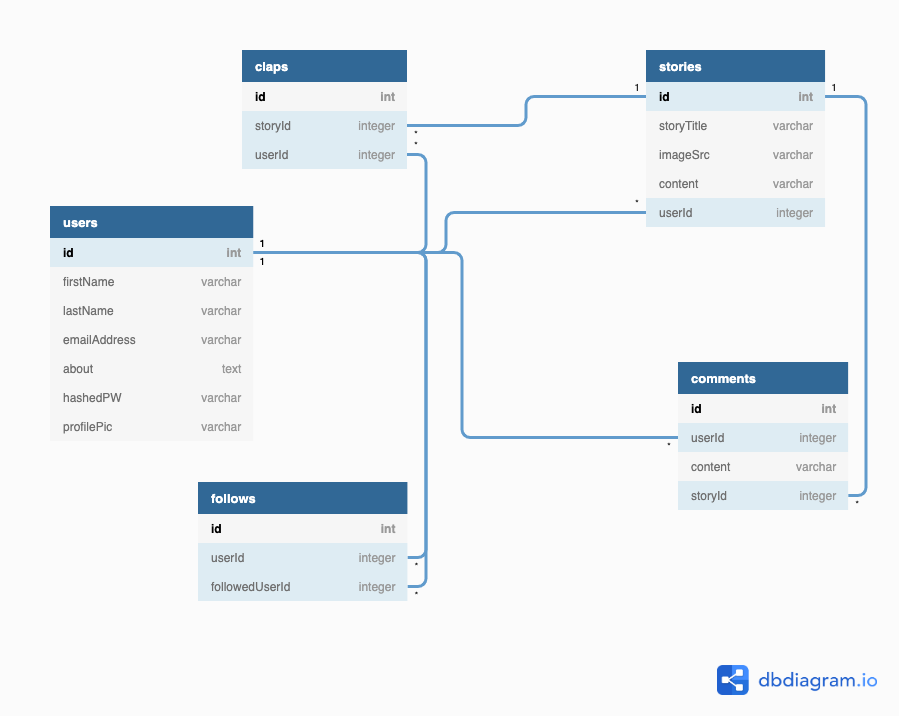 claps
id int
storyId integer
userId integer
stories
id int
storyTitle varchar
imageSrc varchar
content varchar
userId integer
1
1
*
*
*
users
id int
firstName varchar
lastName varchar
emailAddress varchar
about text
hashedPW varchar
profilePic varchar
1
1
comments
id int
userId integer
content varchar
storyId integer
*
*
follows
id int
userId integer
followedUserId integer
*
*
dbdiagram.io